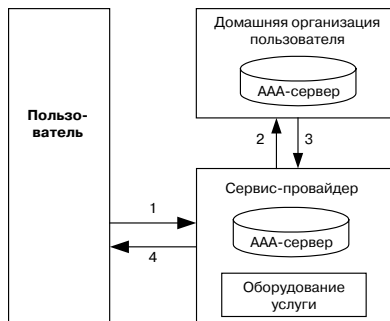 Домашняя организация
пользователя
ААА-сервер
Пользо-
ватель
2
3
Сервис-провайдер
1
ААА-сервер
4
Оборудование
услуги